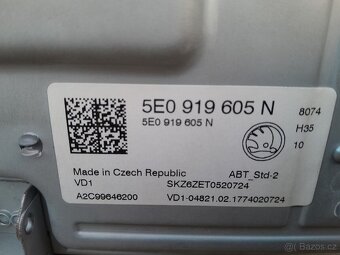 5E0 919 605 N
5E0 919 605 N
8074
H35
10
Made in Czech Republic
ABT_Std-2
VD1
SKZ6ZET0520724
A2C99646200
VD1-04821.02.1774020724
Bazoš.cz